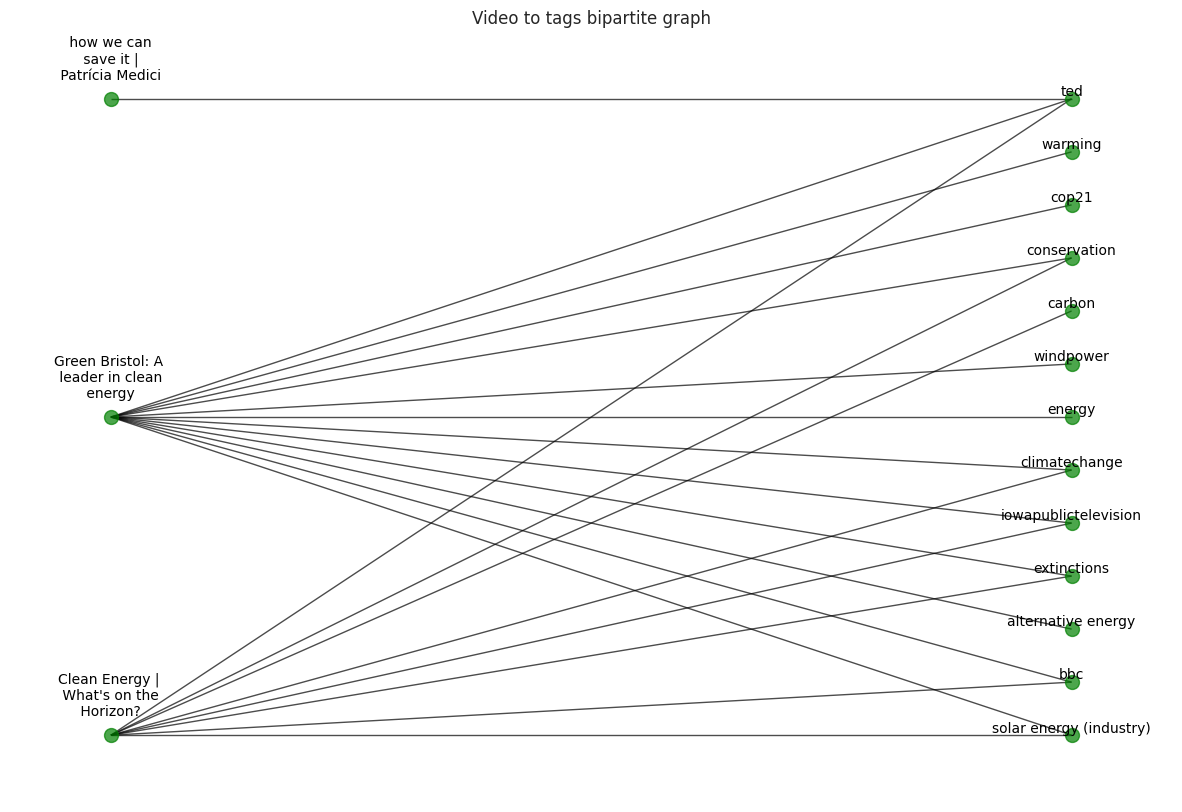 Video to tags bipartite graph
how we can
save it |
Patrícia Medici
ted
warming
cop21
conservation
carbon
windpower
Green Bristol: A
leader in clean
energy
energy
climatechange
iowapublictelevision
extinctions
alternative energy
Clean Energy |
What's on the
Horizon?
bbc
solar energy (industry)